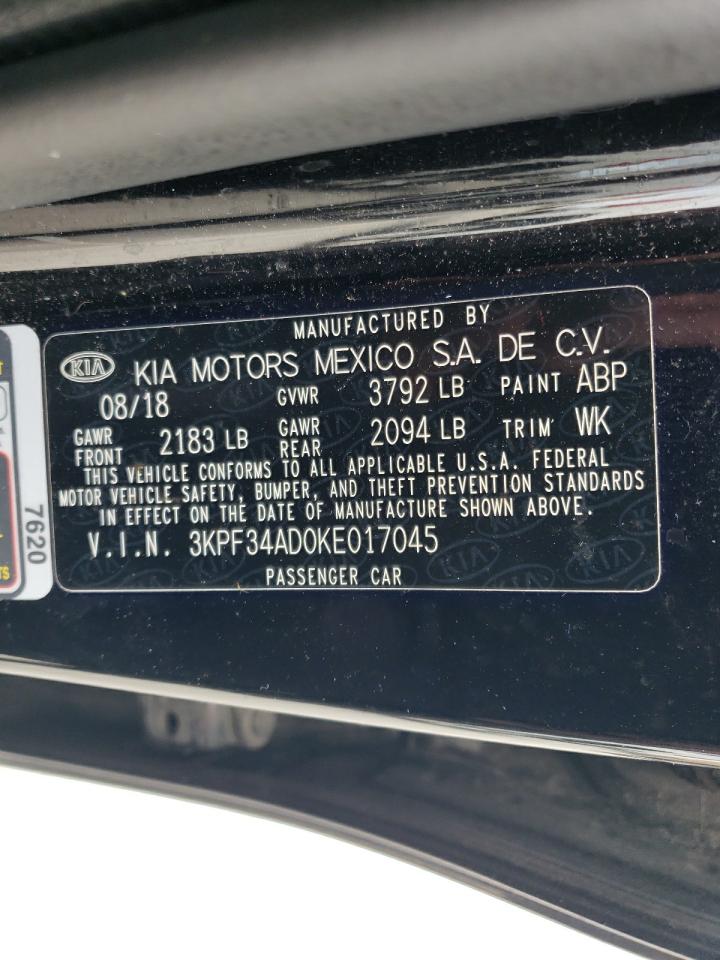 MANUFACTURED BY
KIA KIA MOTORS MEXICO S.A. DE C.V.
08/18 GVWR 3792 LB PAINT ABP
GAWR FRONT 2183 LB GAWR REAR 2094 LB TRIM WK
THIS VEHICLE CONFORMS TO ALL APPLICABLE U.S.A. FEDERAL
MOTOR VEHICLE SAFETY, BUMPER, AND THEFT PREVENTION STANDARDS
IN EFFECT ON THE DATE OF MANUFACTURE SHOWN ABOVE.
V.I.N. 3KPF34AD0KE017045
PASSENGER CAR
7620